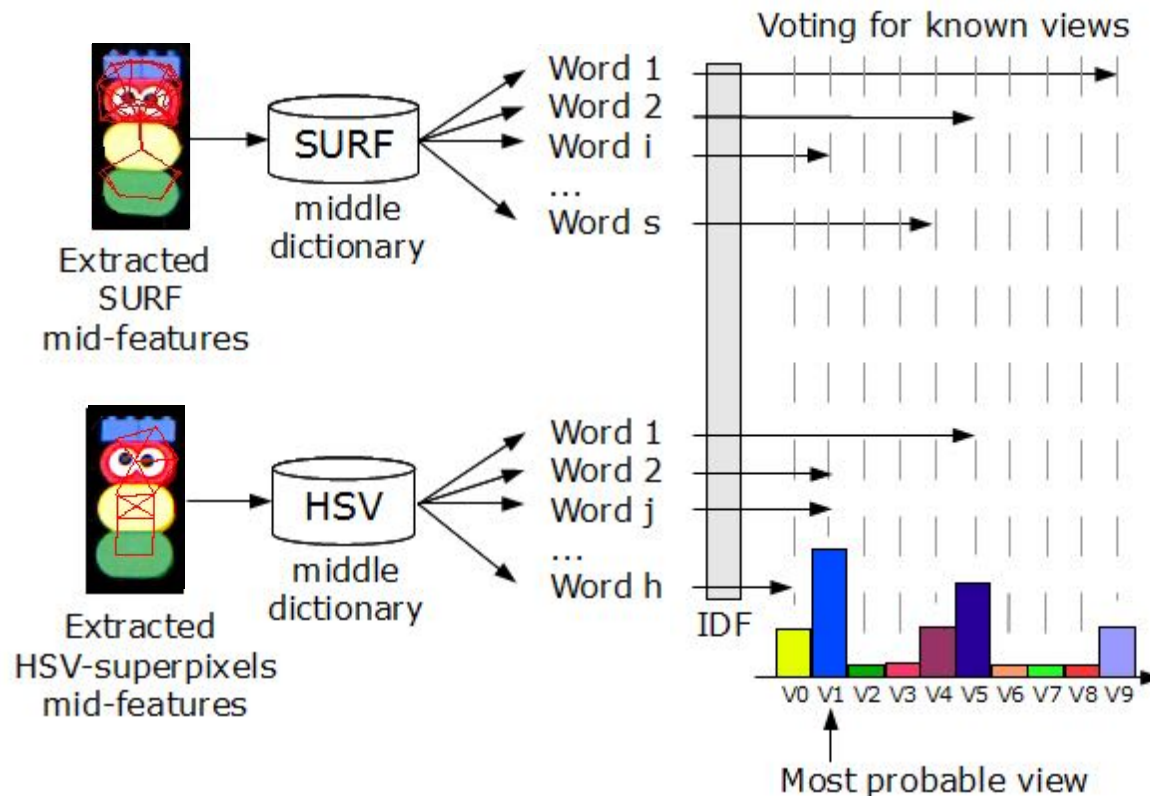 Voting for known views
Word 1
Word 2
Word i
...
Word s
SURF
middle
dictionary
Extracted
SURF
mid-features
Word 1
Word 2
Word j
...
Word h
HSV
middle
dictionary
Extracted
HSV-superpixels
mid-features
IDF
V0 V1 V2 V3 V4 V5 V6 V7 V8 V9
Most probable view